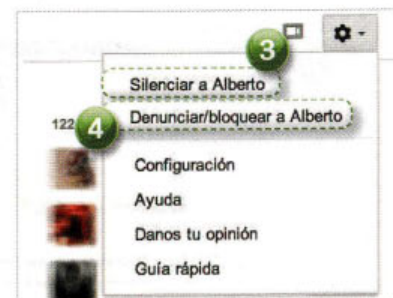 3
Silenciar a Alberto
122
4
Denunciar/bloquear a Alberto
Configuración
Ayuda
Danos tu opinión
Guía rápida